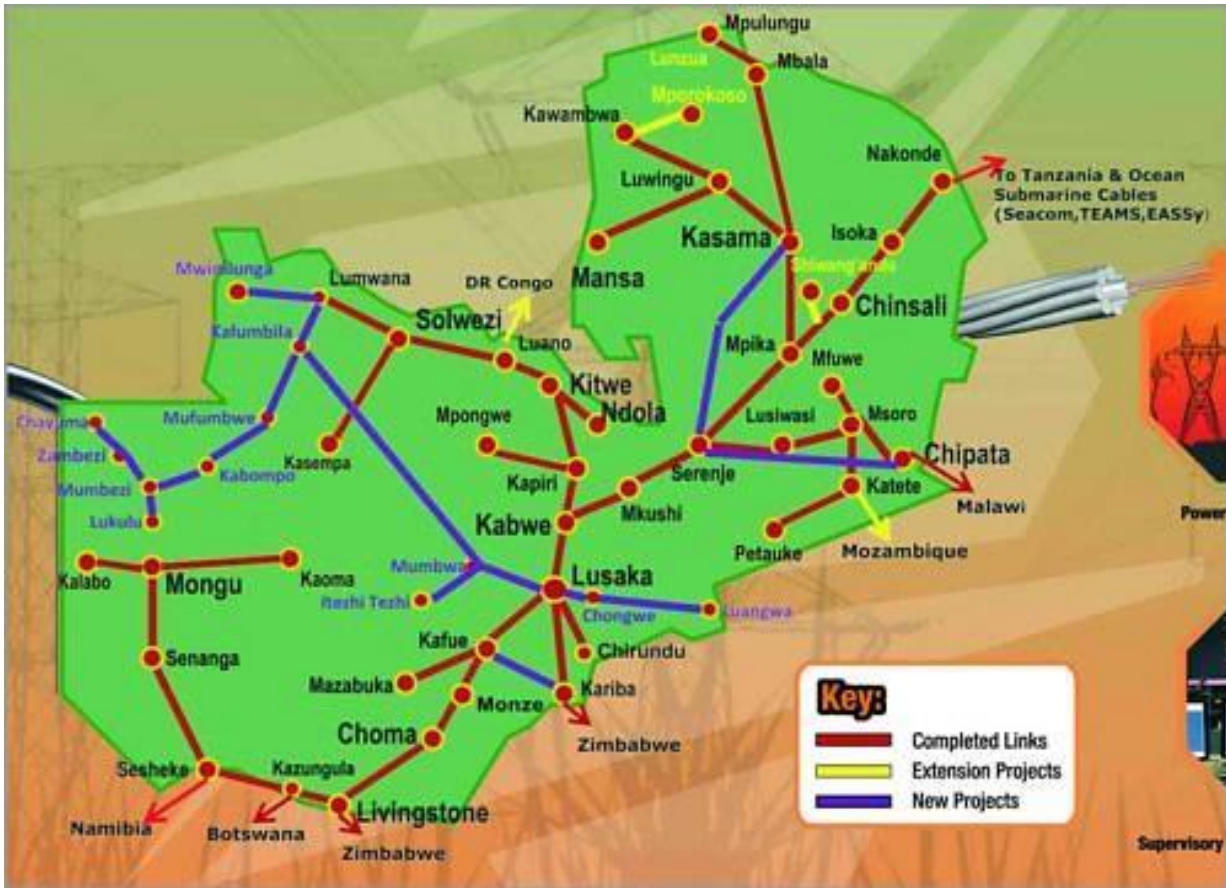 Mpulungu
Lunzua
Mbala
Mporokoso
Kawambwa
Nakonde
Luwingu
To Tanzania & Ocean
Submarine Cables
(Seacom,TEAMS,EASSy)
Kasama
Isoka
Mansa
Shiwang'andu
Mwinilunga
Lumwana
DR Congo
Chinsali
Solwezi
Kalumbila
Luano
Mpika
Mfuwe
Kitwe
Mufumbwe
Mpongwe
Ndola
Lusiwasi
Msoro
Zambezi
Kasempa
Kabompo
Chipata
Mumbezi
Kapiri
Serenje
Katete
Malawi
Mkushi
Lukulu
Kabwe
Power
Petauke
Mozambique
Kalabo
Mongu
Kaoma
Mumbwa
Lusaka
Itezhi Tezhi
Chongwe
Luangwa
Kafue
Senanga
Chirundu
Mazabuka
Kariba
Monze
Key:
Choma
Zimbabwe
Completed Links
Sesheke
Kazungula
Extension Projects
Livingstone
New Projects
Namibia
Botswana
Zimbabwe
Supervisory